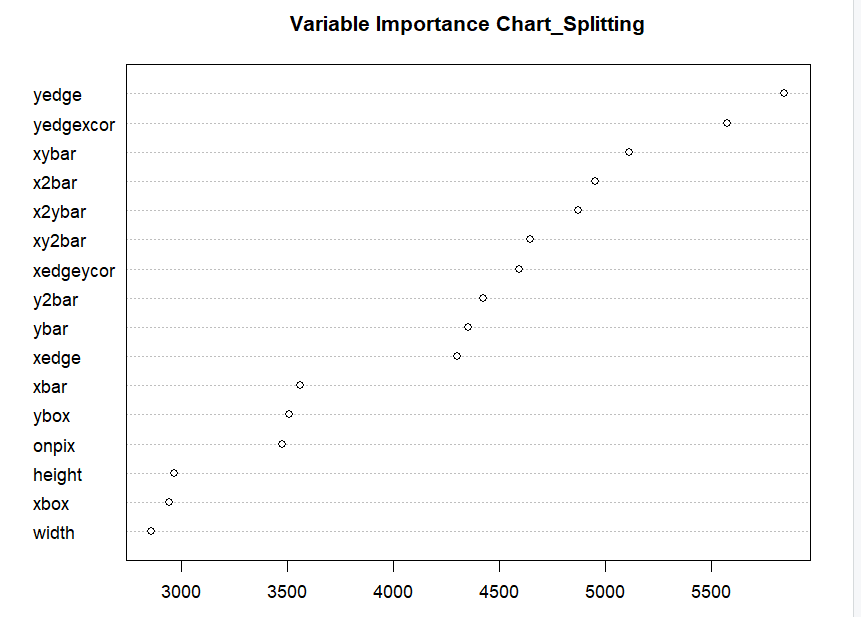 Variable Importance Chart_Splitting
yedge
yedgexcor
xybar
x2bar
x2ybar
xy2bar
xedgeycor
y2bar
ybar
xedge
xbar
ybox
onpix
height
xbox
width
3000 3500 4000 4500 5000 5500